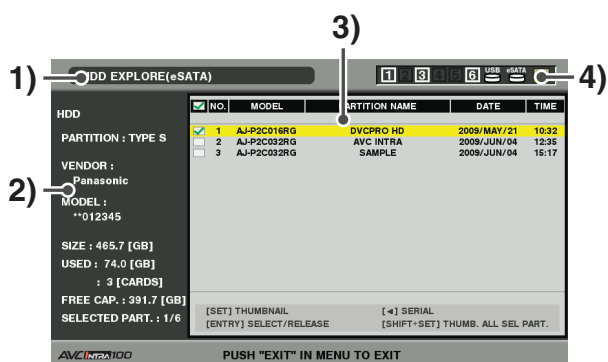 3)
1) HDD EXPLORE(eSATA) 1 2 3 4 5 6 USB eSATA 4)
HDD
PARTITION : TYPE S
VENDOR :
Panasonic
2)
MODEL :
**012345
SIZE : 465.7 [GB]
USED : 74.0 [GB]
: 3 [CARDS]
FREE CAP. : 391.7 [GB]
SELECTED PART. : 1/6
NO. MODEL PARTITION NAME DATE TIME
1 AJ-P2C016RG DVCPRO HD 2009/MAY/21 10:32
2 AJ-P2C032RG AVC INTRA 2009/JUN/04 12:35
3 AJ-P2C032RG SAMPLE 2009/JUN/04 15:17
[SET] THUMBNAIL [◄] SERIAL
[ENTRY] SELECT/RELEASE [SHIFT+SET] THUMB. ALL SEL PART.
AVC INTRA 100 PUSH "EXIT" IN MENU TO EXIT